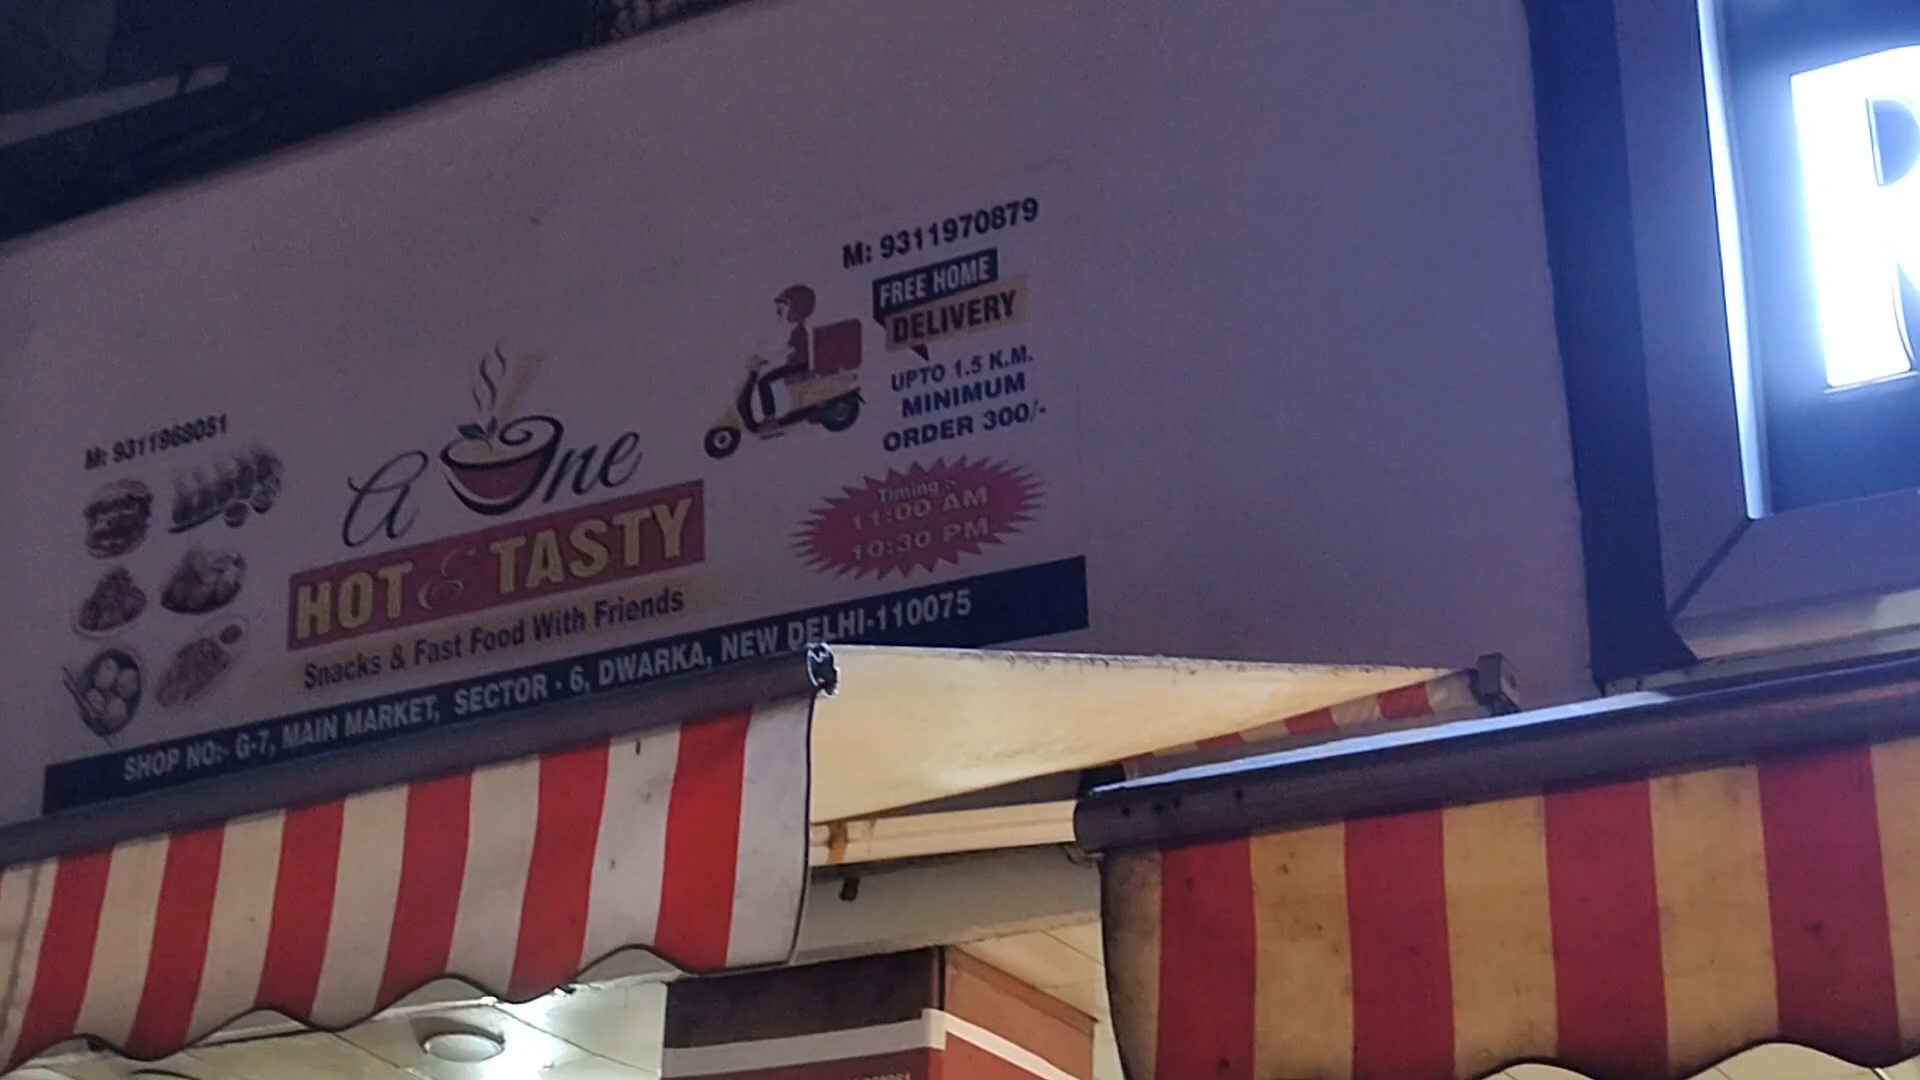 M: 9311970879
FREE HOME
DELIVERY
UPTO 1.5 K.M.
MINIMUM
ORDER 300/-
M: 9311968051
A One
HOT & TASTY
Snacks & Fast Food With Friends
Timing :-
11:00 AM
10:30 PM
SHOP NO:- G-7, MAIN MARKET, SECTOR - 6, DWARKA, NEW DELHI-110075
R